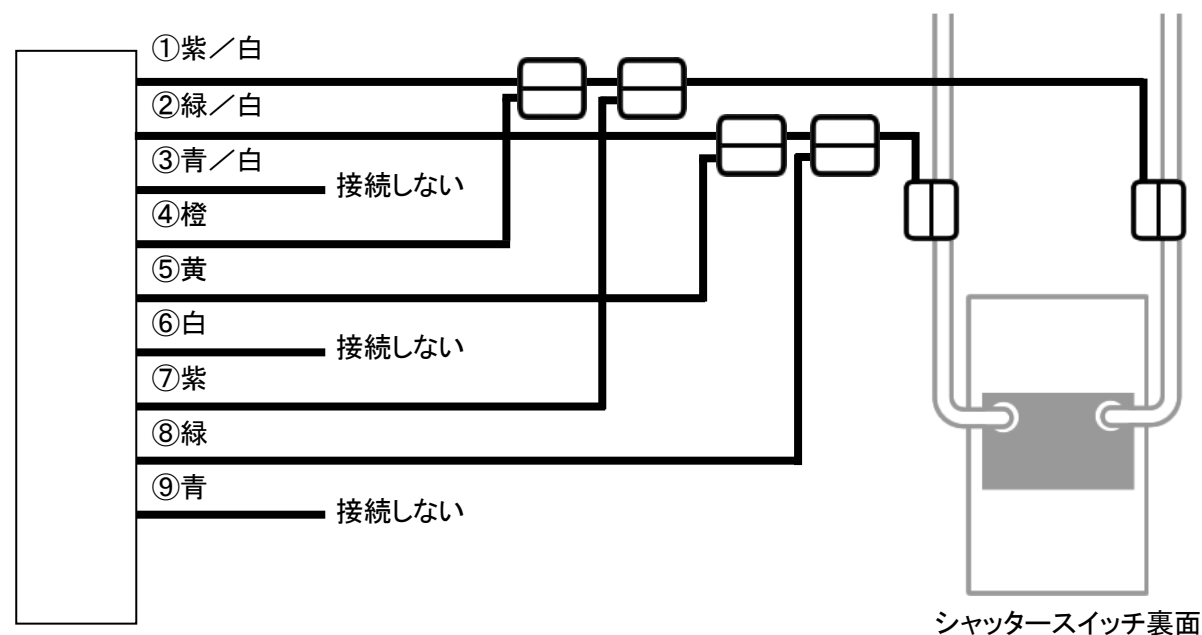 ①紫／白
②緑／白
③青／白
接続しない
④橙
⑤黄
⑥白
接続しない
⑦紫
⑧緑
⑨青
接続しない
シャッタースイッチ裏面